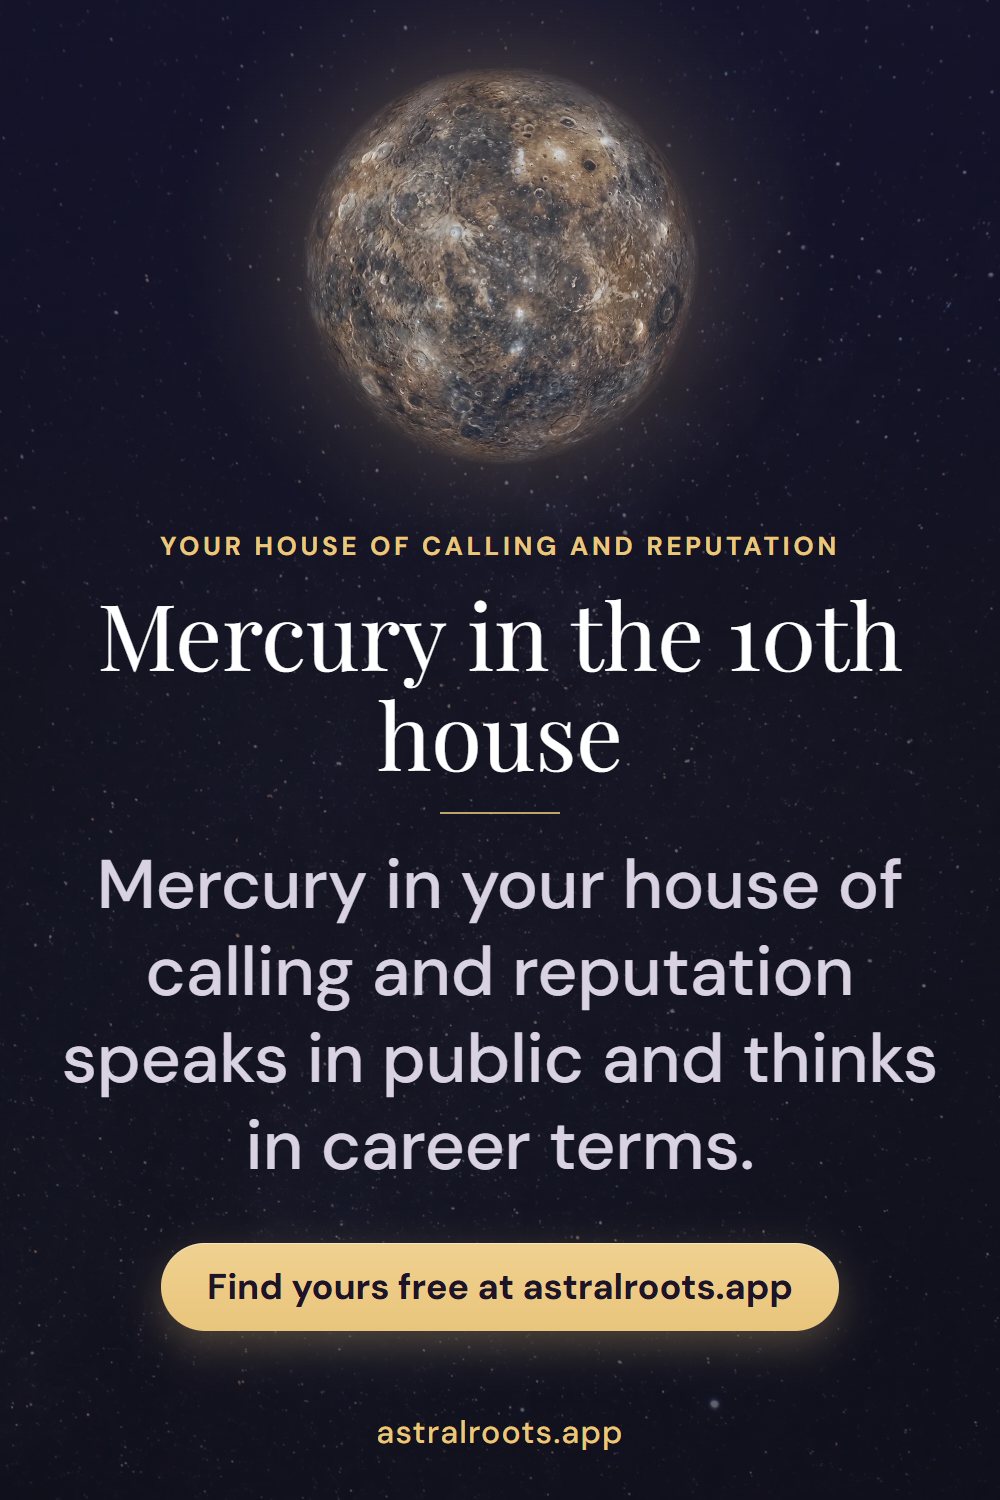 YOUR HOUSE OF CALLING AND REPUTATION
Mercury in the 10th
house
Mercury in your house of
calling and reputation
speaks in public and thinks
in career terms.
Find yours free at astralroots.app
astralroots.app